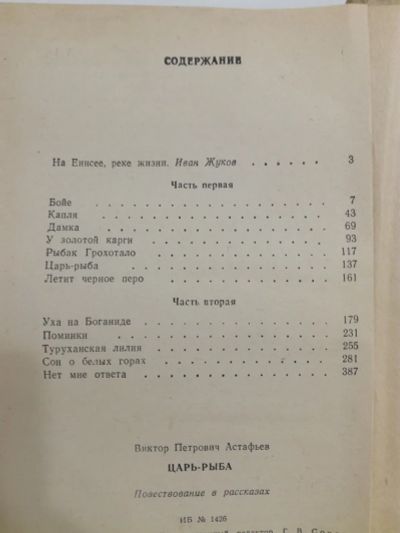 СОДЕРЖАНИЕ
На Енисее, реке жизни. Иван Жуков . . . . . . 3
Часть первая
Бойе . . . . . . . . . . . . . . . 7
Капля . . . . . . . . . . . . . . . 43
Дамка . . . . . . . . . . . . . . . 69
У золотой карги . . . . . . . . . . . . 93
Рыбак Грохотало . . . . . . . . . . . . 117
Царь-рыба . . . . . . . . . . . . . 137
Летит черное перо . . . . . . . . . . . 161
Часть вторая
Уха на Боганиде . . . . . . . . . . . . 179
Поминки . . . . . . . . . . . . . . 231
Туруханская лилия . . . . . . . . . . . 255
Сон о белых горах . . . . . . . . . . . 281
Нет мне ответа . . . . . . . . . . . . 387
Виктор Петрович Астафьев
ЦАРЬ-РЫБА
Повествование в рассказах
ИБ № 1426
редактор Г. В.